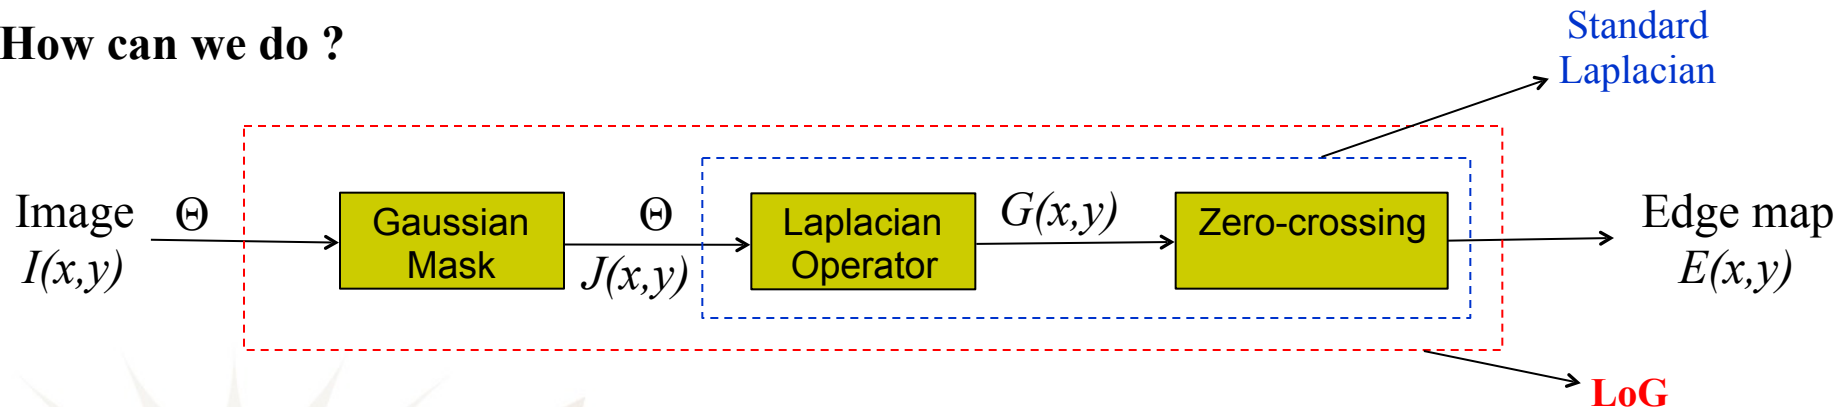 How can we do ?
Standard
Laplacian
Image Θ
I(x,y)
Gaussian
Mask
Θ
J(x,y)
Laplacian
Operator
G(x,y)
Zero-crossing
Edge map
E(x,y)
LoG